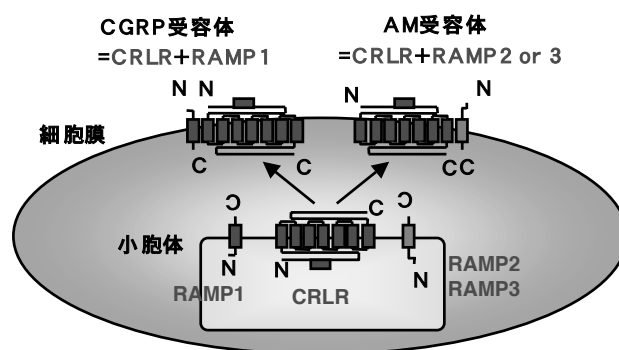 CGRP受容体
=CRLR+RAMP1
AM受容体
=CRLR+RAMP2 or 3
N N
N
N
細胞膜
C
C
CC
C
C
C
小胞体
N
N
N
RAMP1
CRLR
RAMP2
RAMP3